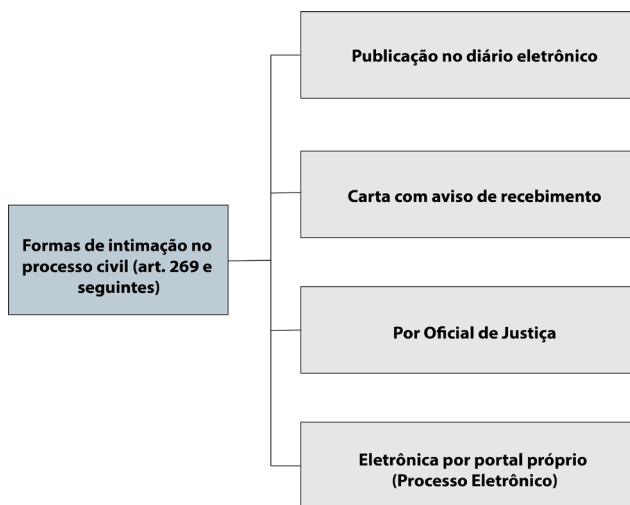 Publicação no diário eletrônico
Carta com aviso de recebimento
Formas de intimação no
processo civil (art. 269 e
seguintes)
Por Oficial de Justiça
Eletrônica por portal próprio
(Processo Eletrônico)